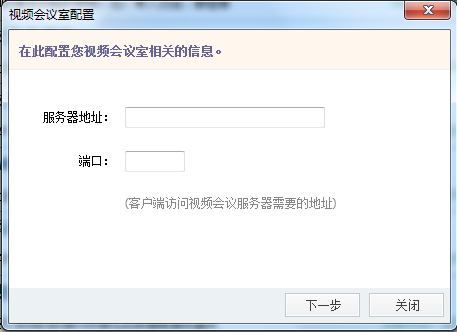 视频会议室配置
在此配置您视频会议室相关的信息。
服务器地址：
端口：
(客户端访问视频会议服务器需要的地址)
下一步 关闭